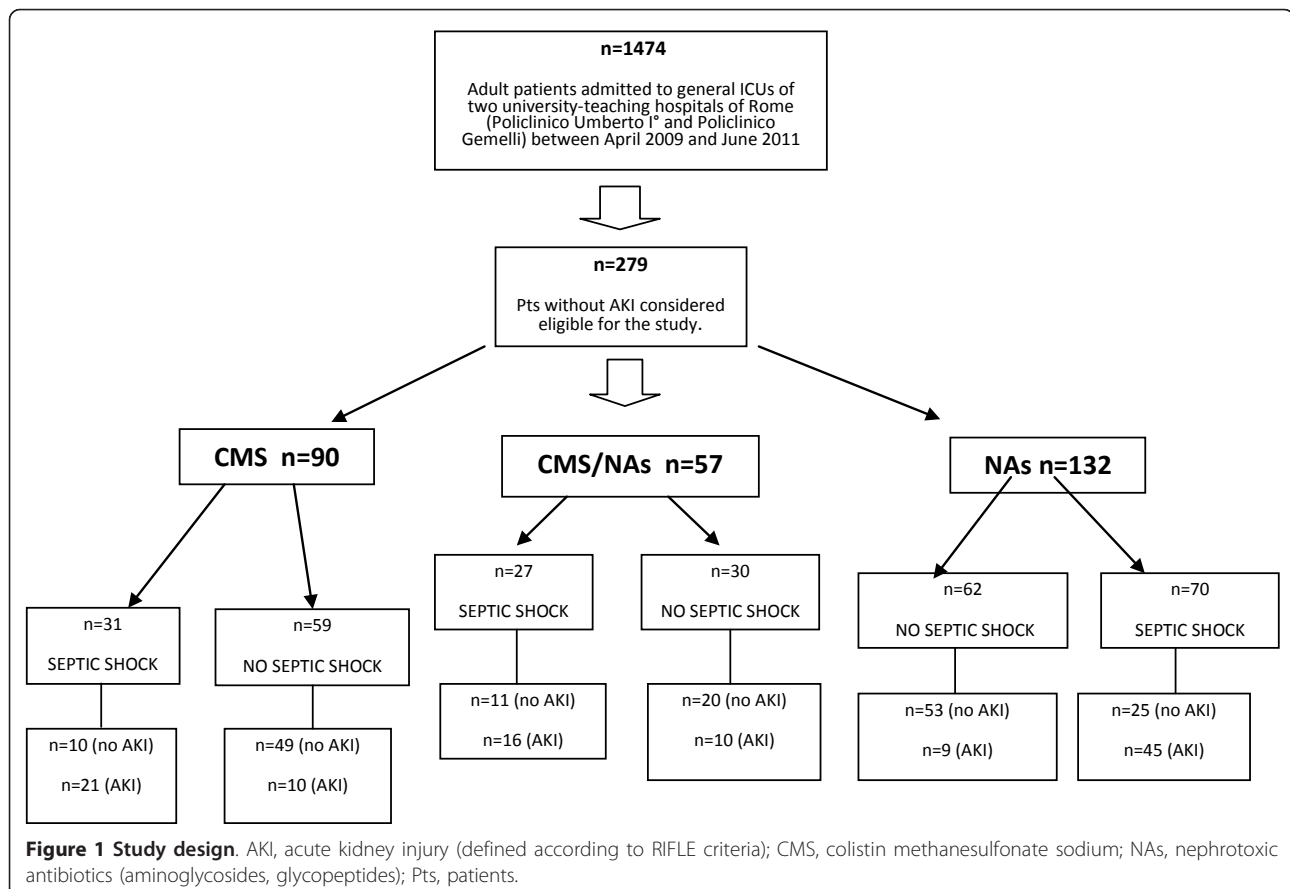 n=1474
Adult patients admitted to general ICUs of
two university-teaching hospitals of Rome
(Policlinico Umberto I° and Policlinico
Gemelli) between April 2009 and June 2011
n=279
Pts without AKI considered
eligible for the study.
CMS n=90
CMS/NAs n=57
NAs n=132
n=31
SEPTIC SHOCK
n=59
NO SEPTIC SHOCK
n=27
SEPTIC SHOCK
n=30
NO SEPTIC SHOCK
n=62
NO SEPTIC SHOCK
n=70
SEPTIC SHOCK
n=10 (no AKI)
n=21 (AKI)
n=49 (no AKI)
n=10 (AKI)
n=11 (no AKI)
n=16 (AKI)
n=20 (no AKI)
n=10 (AKI)
n=53 (no AKI)
n=9 (AKI)
n=25 (no AKI)
n=45 (AKI)
Figure 1 Study design. AKI, acute kidney injury (defined according to RIFLE criteria); CMS, colistin methanesulfonate sodium; NAs, nephrotoxic
antibiotics (aminoglycosides, glycopeptides); Pts, patients.